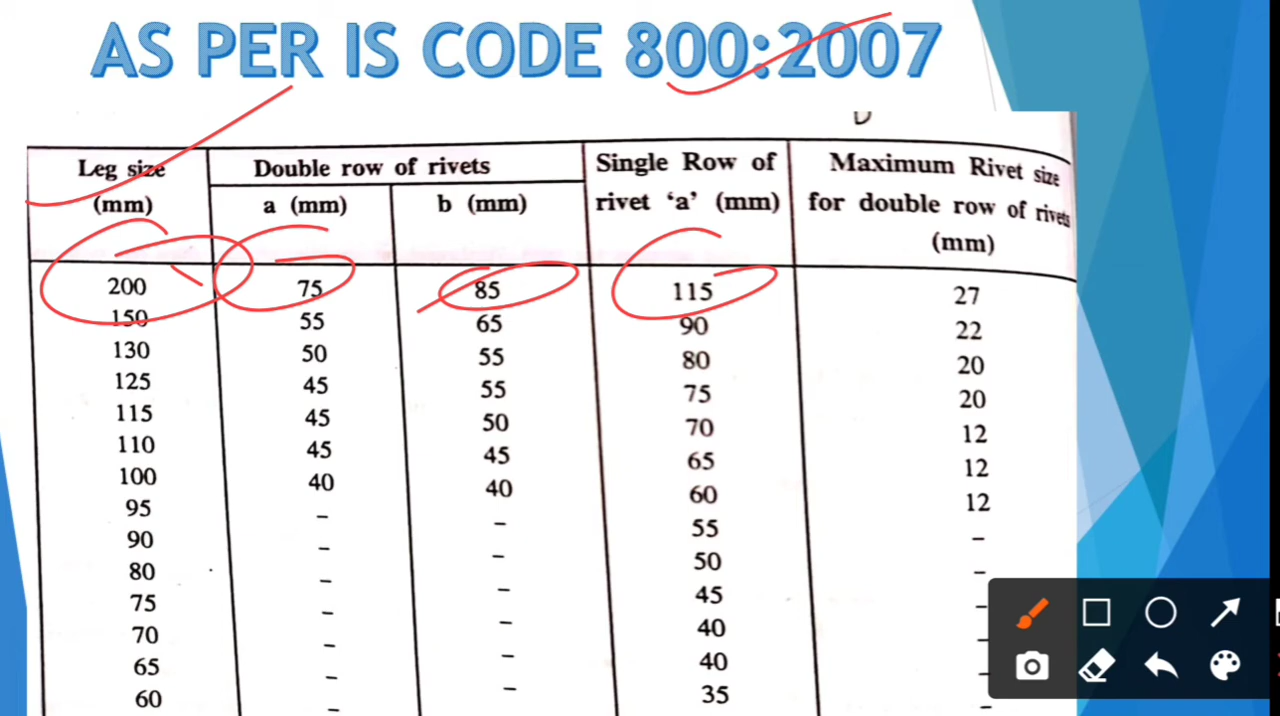 AS PER IS CODE 800:2007
Leg size (mm) Double row of rivets Single Row of rivet ‘a’ (mm) Maximum Rivet size for double row of rivets (mm)
a (mm) b (mm)
200 75 85 115 27
150 55 65 90 22
130 50 55 80 20
125 45 55 75 20
115 45 50 70 12
110 45 45 65 12
100 40 40 60 12
95 – – 55 –
90 – – 50 –
80 – 45 –
75 – – 40 –
70 – – 40 –
65 – – 35 –
60 –